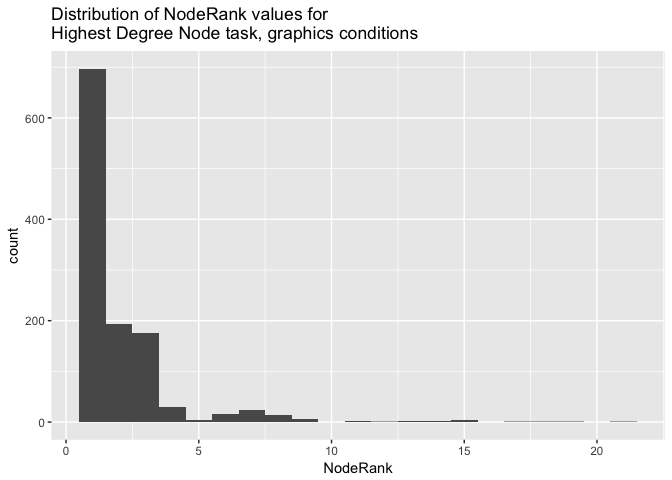 Distribution of NodeRank values for
Highest Degree Node task, graphics conditions
600
400
200
0
count
0 5 10 15 20
NodeRank